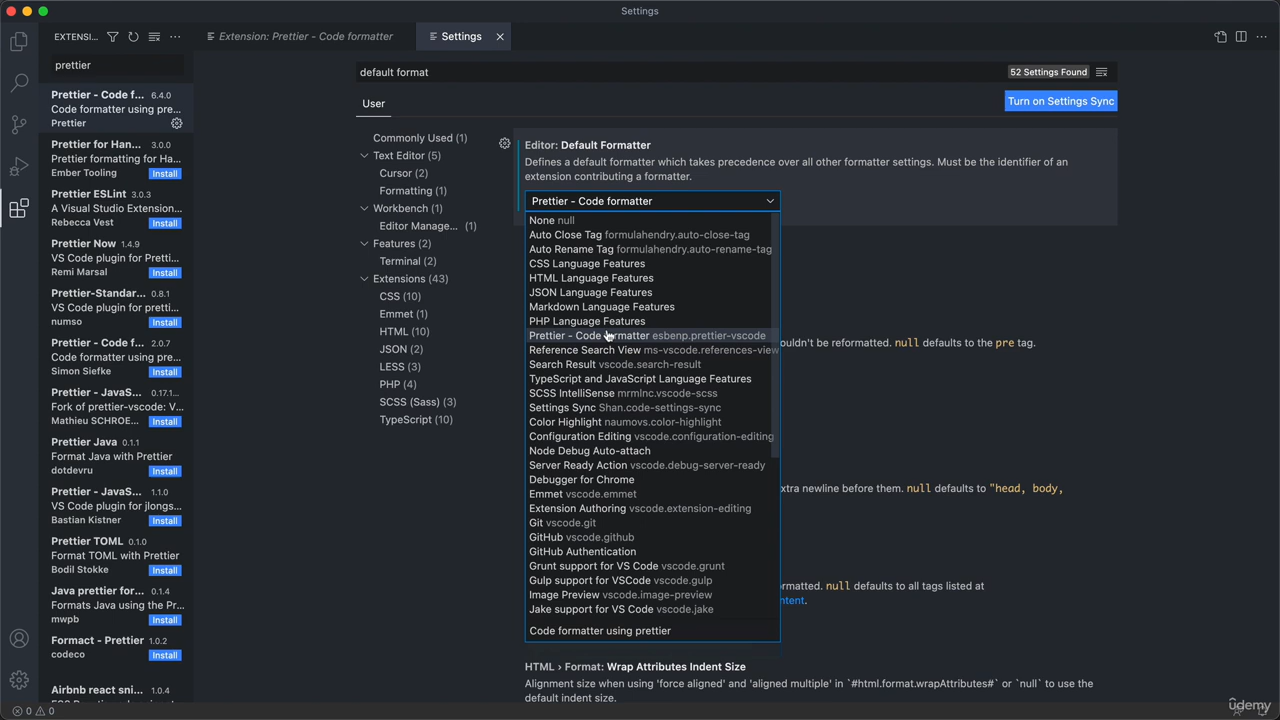 Settings
EXTENSI...
Extension: Prettier - Code formatter
Settings
prettier
Prettier - Code f... 6.4.0
Code formatter using pre...
Prettier
Prettier for Han... 3.0.0
Prettier formatting for Ha...
Ember Tooling
Install
Prettier ESLint 3.0.3
A Visual Studio Extension...
Rebecca Vest
Install
Prettier Now 1.4.9
VS Code plugin for Pretti...
Remi Marsal
Install
Prettier-Standar... 0.8.1
VS Code plugin for pretti...
numso
Install
Prettier - Code f... 2.0.7
Code formatter using pre...
Simon Siefke
Install
Prettier - JavaS... 0.17.1...
Fork of prettier-vscode: V...
Mathieu SCHROE...
Install
Prettier Java 0.1.1
Format Java with Prettier
dotdevru
Install
Prettier - JavaS... 1.1.0
VS Code plugin for jlongs...
Bastian Kistner
Install
Prettier TOML 0.1.0
Format TOML with Prettier
Bodil Stokke
Install
Java prettier for... 0.1.4
Formats Java using the Pr...
mwpb
Install
Formact - Prettier 1.0.2
codeco
Install
Airbnb react sni... 1.0.4
0 0
default format
52 Settings Found
User
Turn on Settings Sync
Commonly Used (1)
Text Editor (5)
Cursor (2)
Formatting (1)
Workbench (1)
Editor Manage... (1)
Features (2)
Terminal (2)
Extensions (43)
CSS (10)
Emmet (1)
HTML (10)
JSON (2)
LESS (3)
PHP (4)
SCSS (Sass) (3)
TypeScript (10)
Editor: Default Formatter
Defines a default formatter which takes precedence over all other formatter settings. Must be the identifier of an
extension contributing a formatter.
Prettier - Code formatter
None null
Auto Close Tag formulahendry.auto-close-tag
Auto Rename Tag formulahendry.auto-rename-tag
CSS Language Features
HTML Language Features
JSON Language Features
Markdown Language Features
PHP Language Features
Prettier - Code formatter esbenp.prettier-vscode
Reference Search View ms-vscode.references-view
Search Result vscode.search-result
TypeScript and JavaScript Language Features
SCSS IntelliSense mrmlnc.vscode-scss
Settings Sync Shan.code-settings-sync
Color Highlight naumovs.color-highlight
Configuration Editing vscode.configuration-editing
Node Debug Auto-attach
Server Ready Action vscode.debug-server-ready
Debugger for Chrome
Emmet vscode.emmet
Extension Authoring vscode.extension-editing
Git vscode.git
GitHub vscode.github
GitHub Authentication
Grunt support for VS Code vscode.grunt
Gulp support for VSCode vscode.gulp
Image Preview vscode.image-preview
Jake support for VS Code vscode.jake
Code formatter using prettier
ouldn't be reformatted. null defaults to the pre tag.
xtra newline before them. null defaults to "head, body,
matted. null defaults to all tags listed at
ntent.
HTML › Format: Wrap Attributes Indent Size
Alignment size when using 'force aligned' and 'aligned multiple' in `#html.format.wrapAttributes#` or `null` to use the
default indent size.
udemy